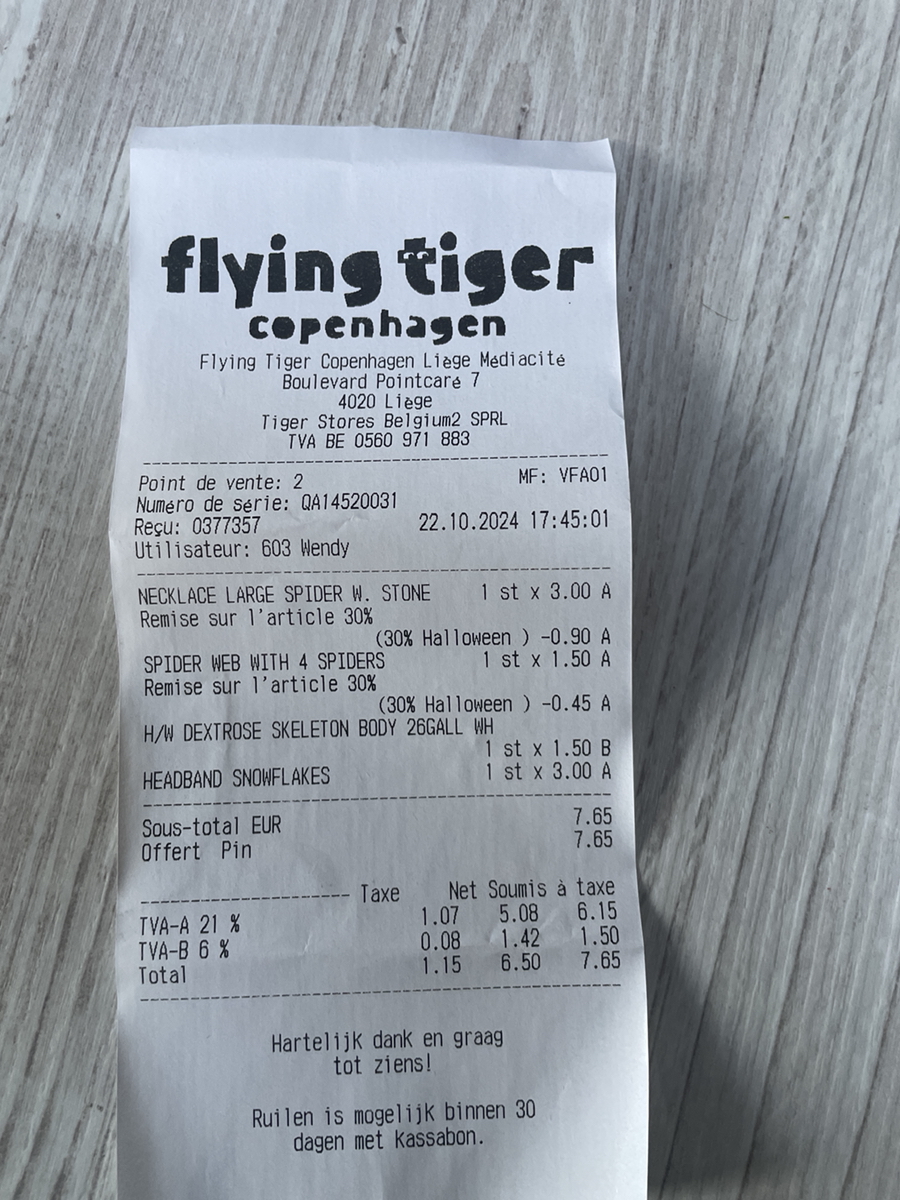 flying tiger
copenhagen
Flying Tiger Copenhagen Liège Médiacité
Boulevard Pointcaré 7
4020 Liège
Tiger Stores Belgium2 SPRL
TVA BE 0560 971 883
Point de vente: 2 MF: VFA01
Numéro de série: QA14520031
Reçu: 0377357 22.10.2024 17:45:01
Utilisateur: 603 Wendy
NECKLACE LARGE SPIDER W. STONE 1 st x 3.00 A
Remise sur l'article 30%
(30% Halloween ) -0.90 A
SPIDER WEB WITH 4 SPIDERS 1 st x 1.50 A
Remise sur l'article 30%
(30% Halloween ) -0.45 A
H/W DEXTROSE SKELETON BODY 26GALL WH
1 st x 1.50 B
HEADBAND SNOWFLAKES 1 st x 3.00 A
Sous-total EUR 7.65
Offert Pin 7.65
Taxe Net Soumis à taxe
TVA-A 21 % 1.07 5.08 6.15
TVA-B 6 % 0.08 1.42 1.50
Total 1.15 6.50 7.65
Hartelijk dank en graag
tot ziens!
Ruilen is mogelijk binnen 30
dagen met kassabon.